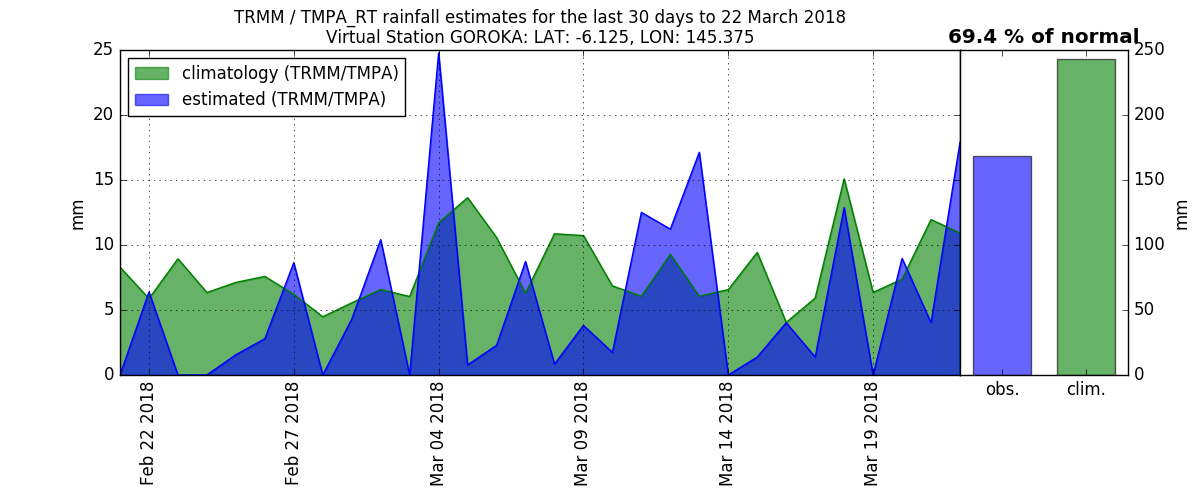 TRMM / TMPA_RT rainfall estimates for the last 30 days to 22 March 2018
Virtual Station GOROKA: LAT: -6.125, LON: 145.375
69.4 % of normal
climatology (TRMM/TMPA)
estimated (TRMM/TMPA)
25
20
15
10
5
0
mm
Feb 22 2018
Feb 27 2018
Mar 04 2018
Mar 09 2018
Mar 14 2018
Mar 19 2018
obs.
clim.
250
200
150
100
50
0
mm